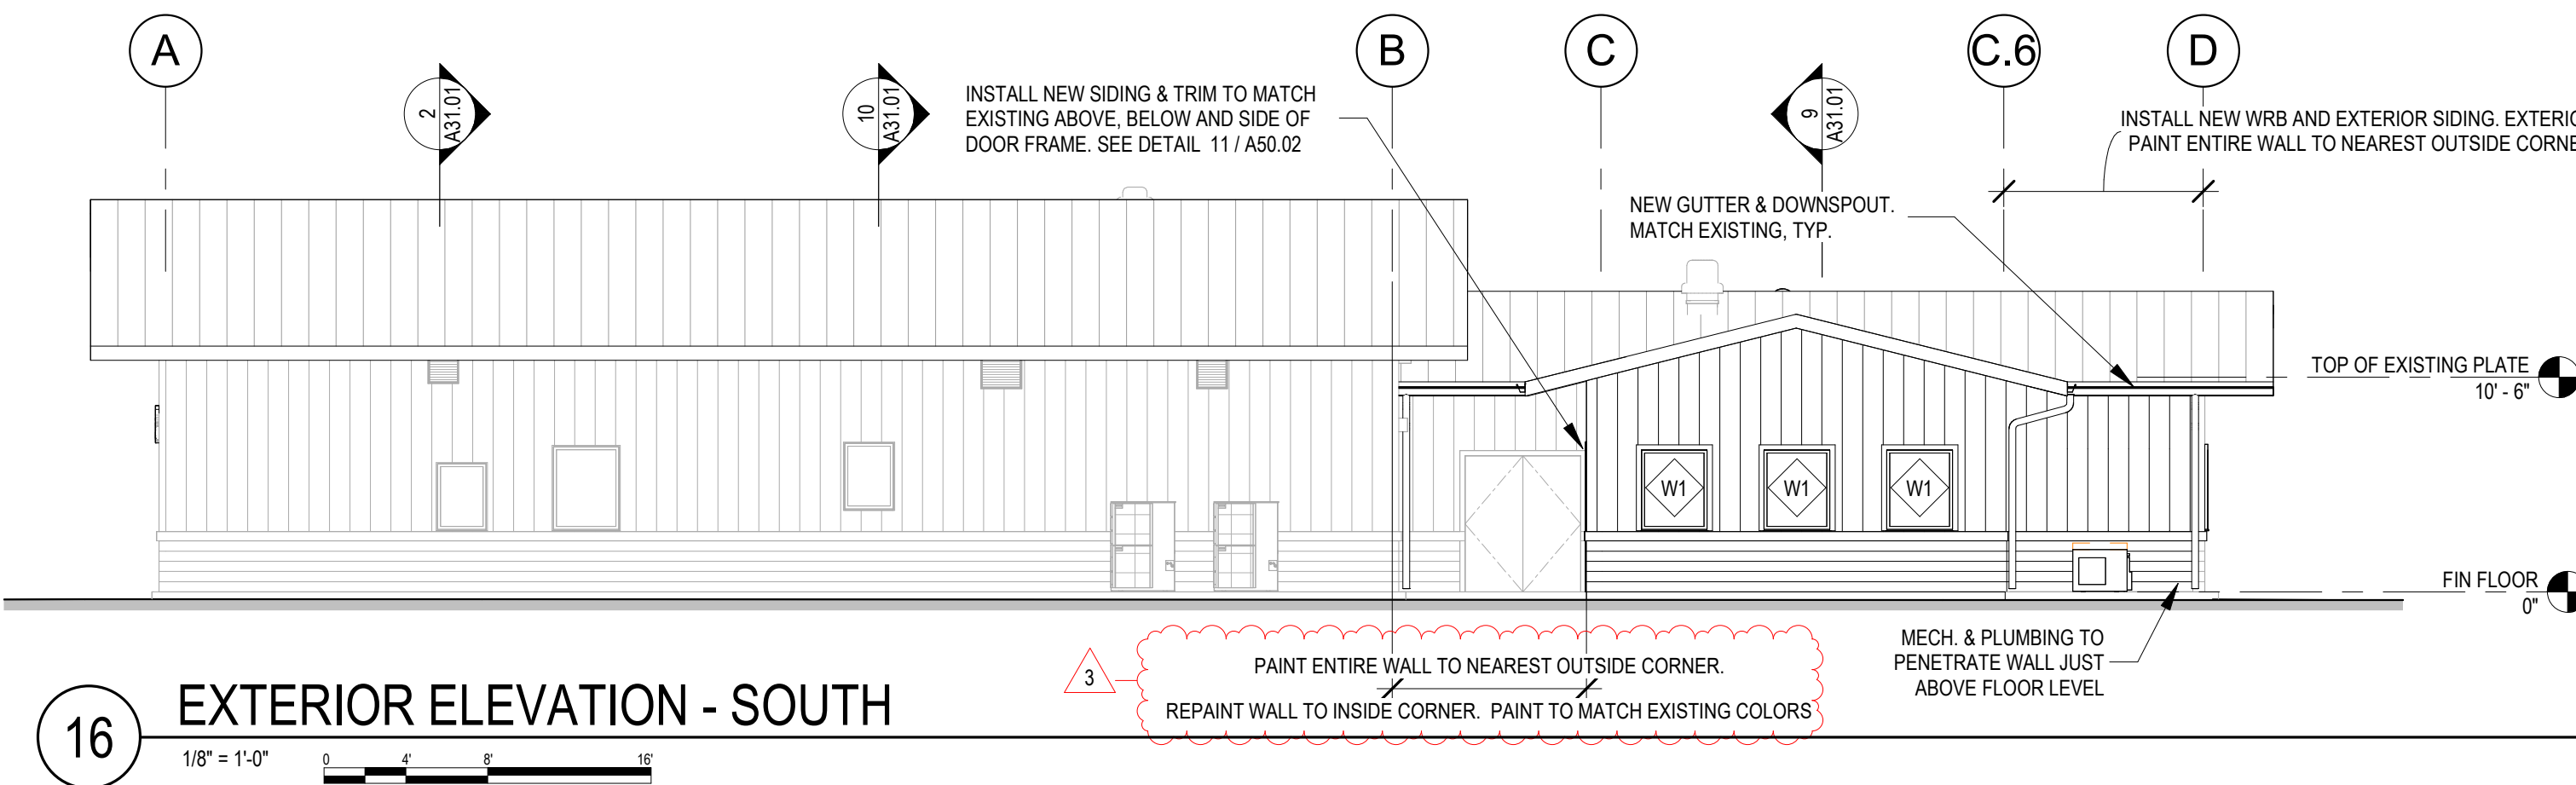 A
B
C
C.6
D
2
A31.01
10
A31.01
9
A31.01
INSTALL NEW SIDING & TRIM TO MATCH
EXISTING ABOVE, BELOW AND SIDE OF
DOOR FRAME. SEE DETAIL 11 / A50.02
INSTALL NEW WRB AND EXTERIOR SIDING. EXTERIO
PAINT ENTIRE WALL TO NEAREST OUTSIDE CORNE
NEW GUTTER & DOWNSPOUT.
MATCH EXISTING, TYP.
TOP OF EXISTING PLATE
10' - 6"
W1
W1
W1
FIN FLOOR
0"
MECH. & PLUMBING TO
PENETRATE WALL JUST
ABOVE FLOOR LEVEL
3
PAINT ENTIRE WALL TO NEAREST OUTSIDE CORNER.
REPAINT WALL TO INSIDE CORNER. PAINT TO MATCH EXISTING COLORS
16
EXTERIOR ELEVATION - SOUTH
1/8" = 1'-0"
0 4' 8' 16'